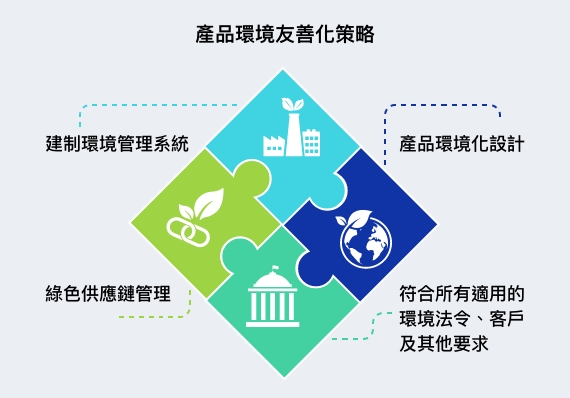 產品環境友善化策略
建制環境管理系統
產品環境化設計
綠色供應鏈管理
符合所有適用的
環境法令、客戶
及其他要求